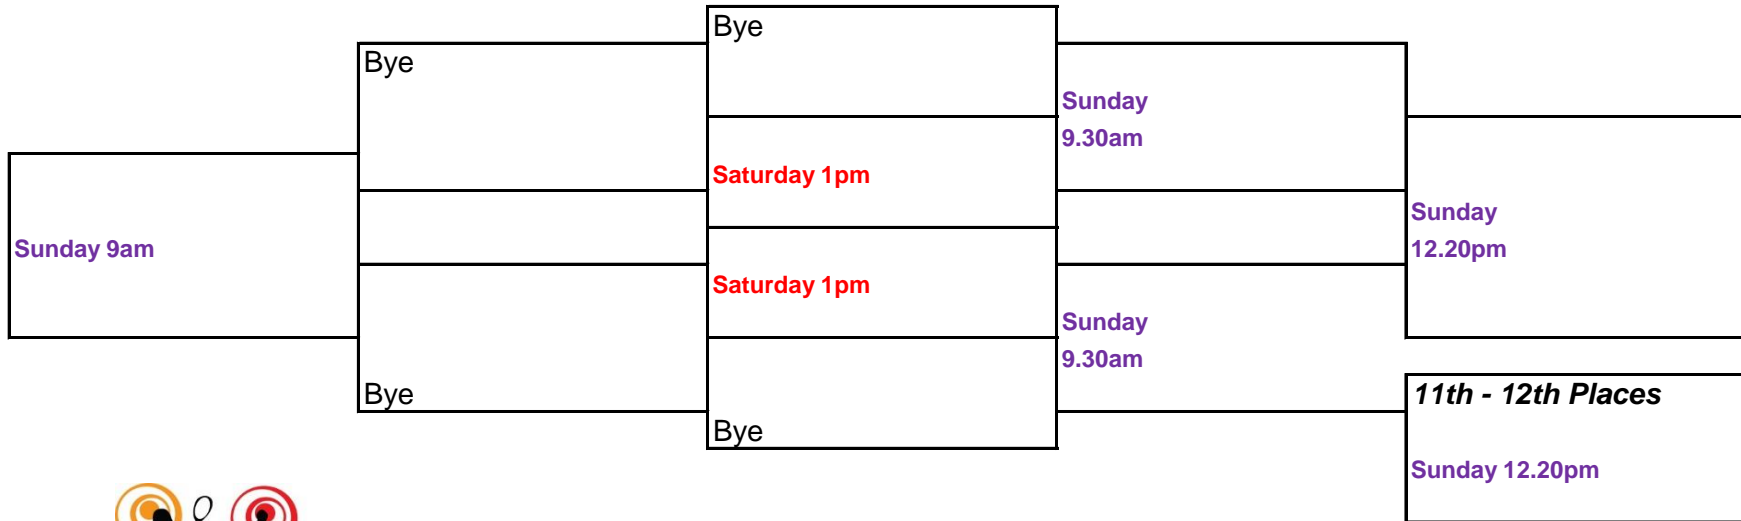 Bye
Bye
Sunday
9.30am
Saturday 1pm
Sunday
12.20pm
Sunday 9am
Saturday 1pm
Sunday
9.30am
Bye
11th - 12th Places
Bye
Sunday 12.20pm